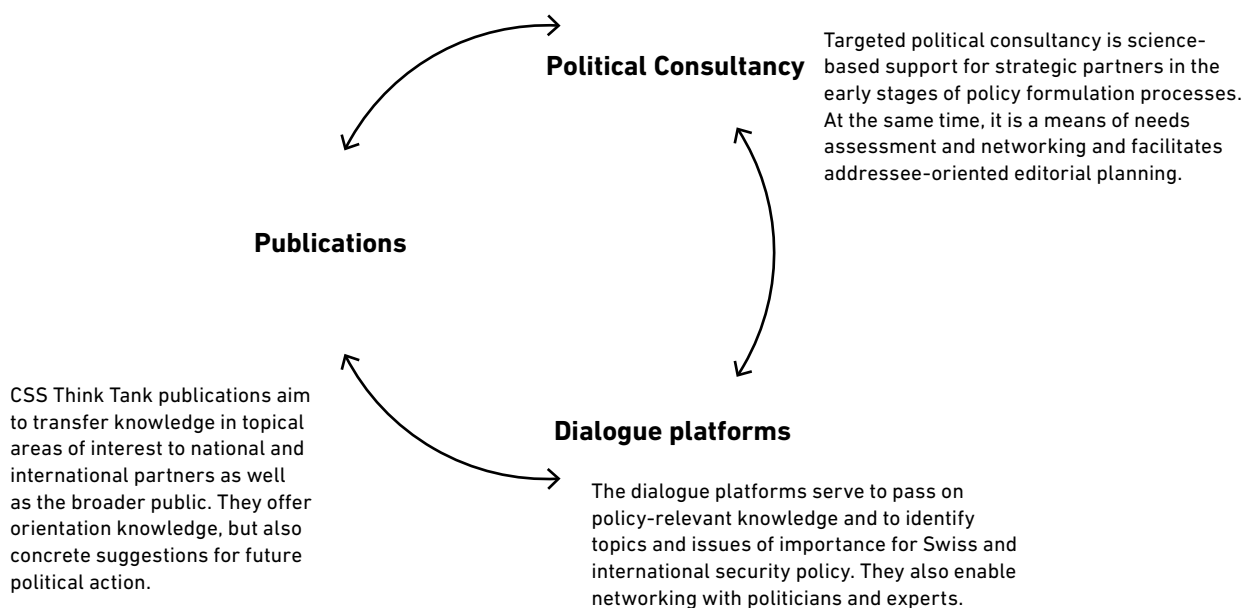 Political Consultancy
Targeted political consultancy is science-
based support for strategic partners in the
early stages of policy formulation processes.
At the same time, it is a means of needs
assessment and networking and facilitates
addressee-oriented editorial planning.
Publications
CSS Think Tank publications aim
to transfer knowledge in topical
areas of interest to national and
international partners as well
as the broader public. They offer
orientation knowledge, but also
concrete suggestions for future
political action.
Dialogue platforms
The dialogue platforms serve to pass on
policy-relevant knowledge and to identify
topics and issues of importance for Swiss and
international security policy. They also enable
networking with politicians and experts.